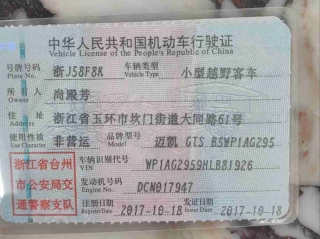 中华人民共和国机动车行驶证
Vehicle License of the People's Republic of China
号牌号码 浙J58F8K 车辆类型 小型越野客车
Plate No. Vehicle Type
所有人 尚殿芳
Owner
住址 浙江省玉环市坎门街道大同路61号
Address
使用性质 非营运 品牌型号 迈凯 GTS BSWP1AG295
Use Character Model
浙江省台州 车辆识别代号 WP1AG2959HLB81926
VIN
市公安局交 发动机号码 DCN017947
Engine No.
通警察支队 注册日期 2017-10-18 发证日期 2017-10-18
Register Date Issue Date